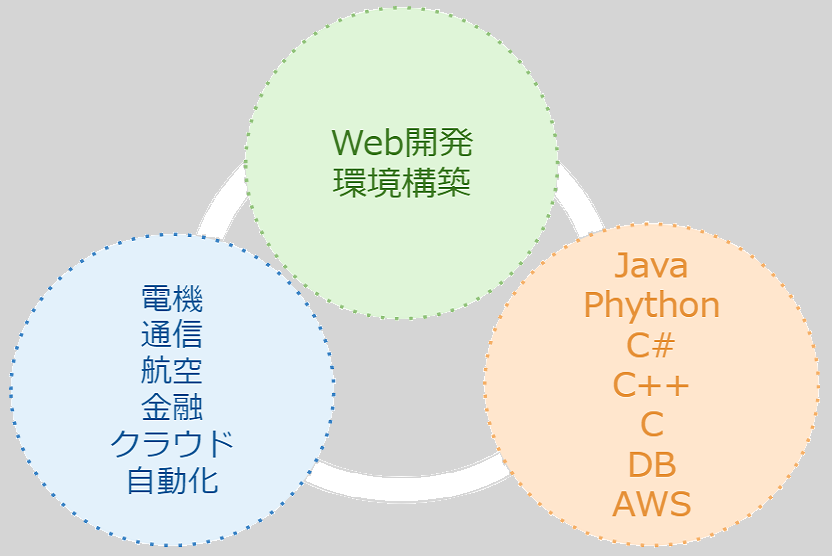 Web開発
環境構築
電機
通信
航空
金融
クラウド
自動化
Java
Phython
C#
C++
C
DB
AWS